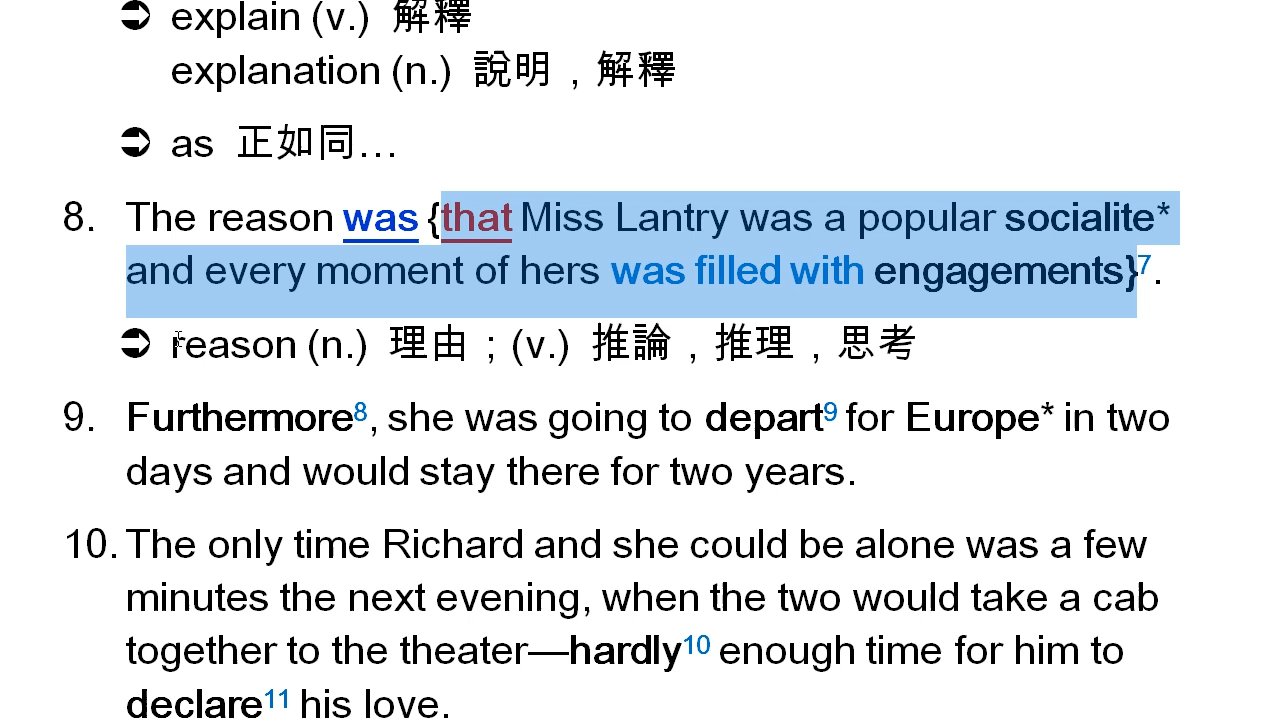 ➲ explain (v.) 解釋
explanation (n.) 說明，解釋
➲ as 正如同…
8. The reason was {that Miss Lantry was a popular socialite*
and every moment of hers was filled with engagements}7.
➲ reason (n.) 理由；(v.) 推論，推理，思考
9. Furthermore8, she was going to depart9 for Europe* in two
days and would stay there for two years.
10. The only time Richard and she could be alone was a few
minutes the next evening, when the two would take a cab
together to the theater—hardly10 enough time for him to
declare11 his love.